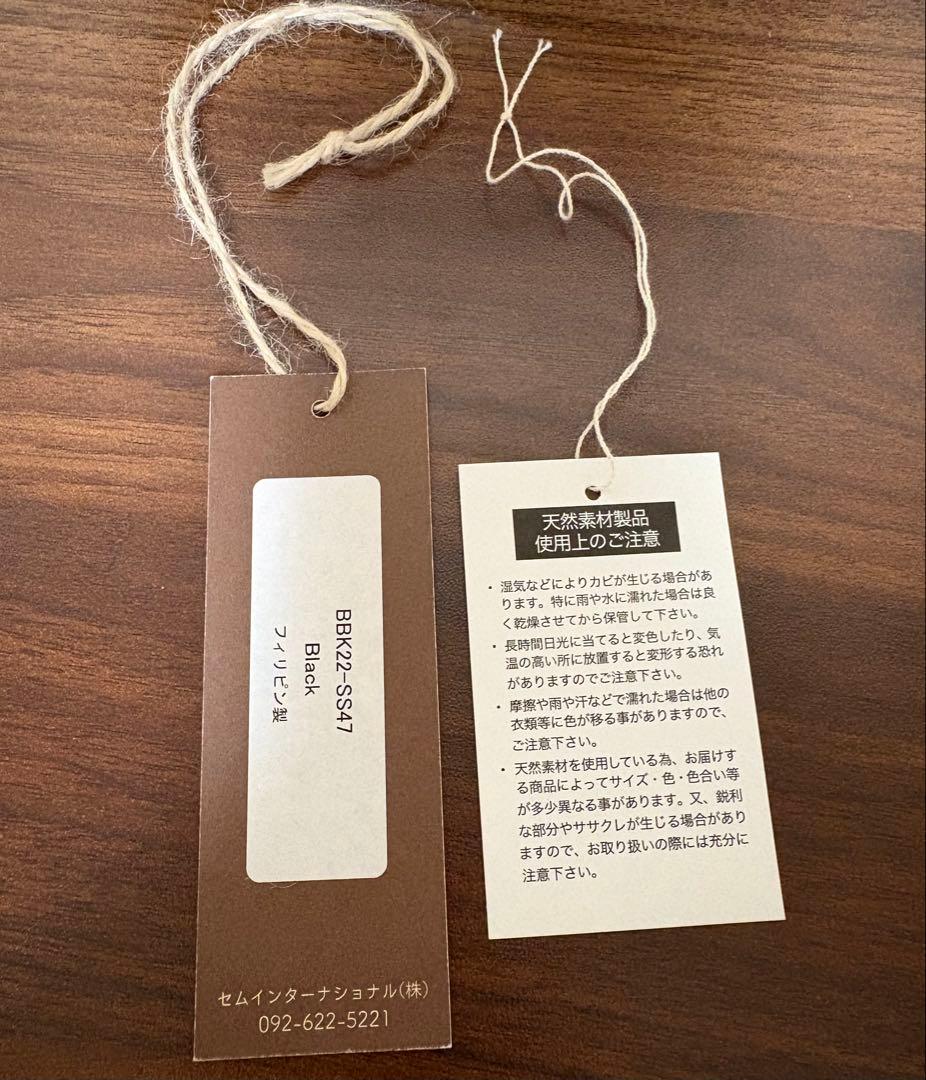 BBK22-SS47
Black
フィリピン製
セムインターナショナル(株)
092-622-5221
天然素材製品
使用上のご注意
・湿気などによりカビが生じる場合があ
ります。特に雨や水に濡れた場合は良
く乾燥させてから保管して下さい。
・長時間日光に当てると変色したり、気
温の高い所に放置すると変形する恐れ
がありますのでご注意下さい。
・摩擦や雨や汗などで濡れた場合は他の
衣類等に色が移る事がありますので、
ご注意下さい。
・天然素材を使用している為、お届けす
る商品によってサイズ・色・色合い等
が多少異なる事があります。又、鋭利
な部分やササクレが生じる場合があり
ますので、お取り扱いの際には充分に
注意下さい。